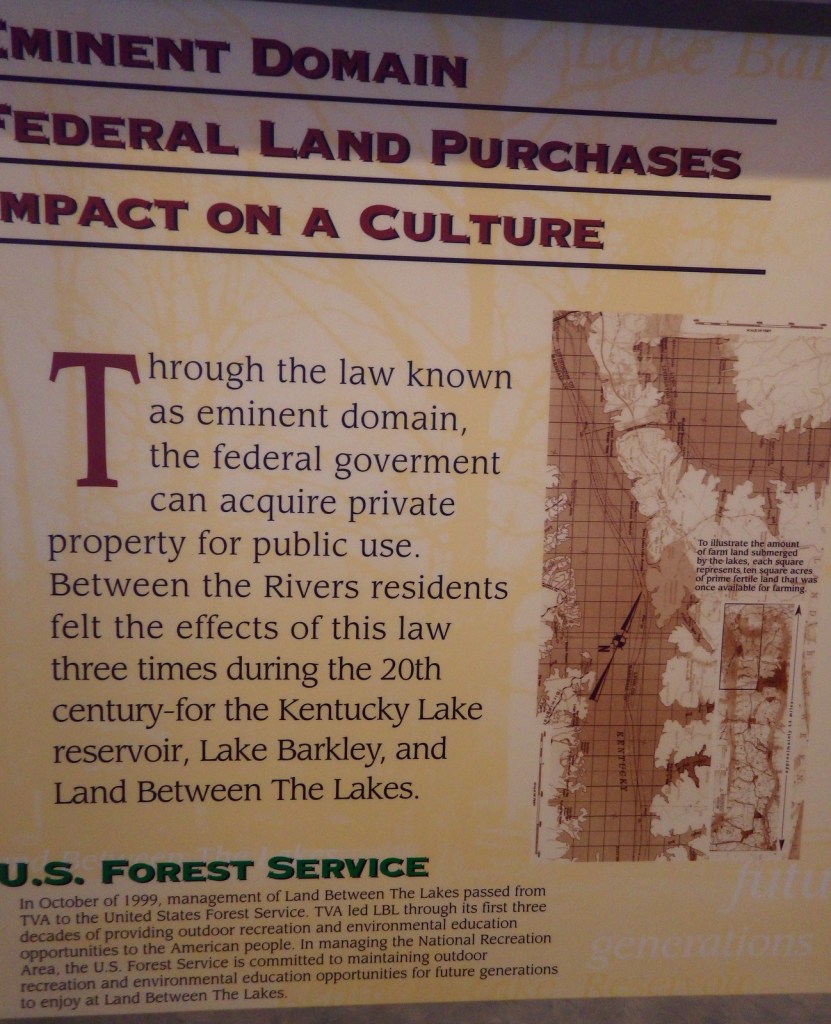 EMINENT DOMAIN
FEDERAL LAND PURCHASES
IMPACT ON A CULTURE
Lake Bar
Through the law known
as eminent domain,
the federal goverment
can acquire private
property for public use.
Between the Rivers residents
felt the effects of this law
three times during the 20th
century-for the Kentucky Lake
reservoir, Lake Barkley, and
Land Between The Lakes.
To illustrate the amount
of farm land submerged
by the lakes, each square
represents ten square acres
of prime fertile land that was
once available for farming.
N
KENTUCKY
U.S. FOREST SERVICE
In October of 1999, management of Land Between The Lakes passed from
TVA to the United States Forest Service. TVA led LBL through its first three
decades of providing outdoor recreation and environmental education
opportunities to the American people. In managing the National Recreation
Area, the U.S. Forest Service is committed to maintaining outdoor
recreation and environmental education opportunities for future generations
to enjoy at Land Between The Lakes.
futu
generations